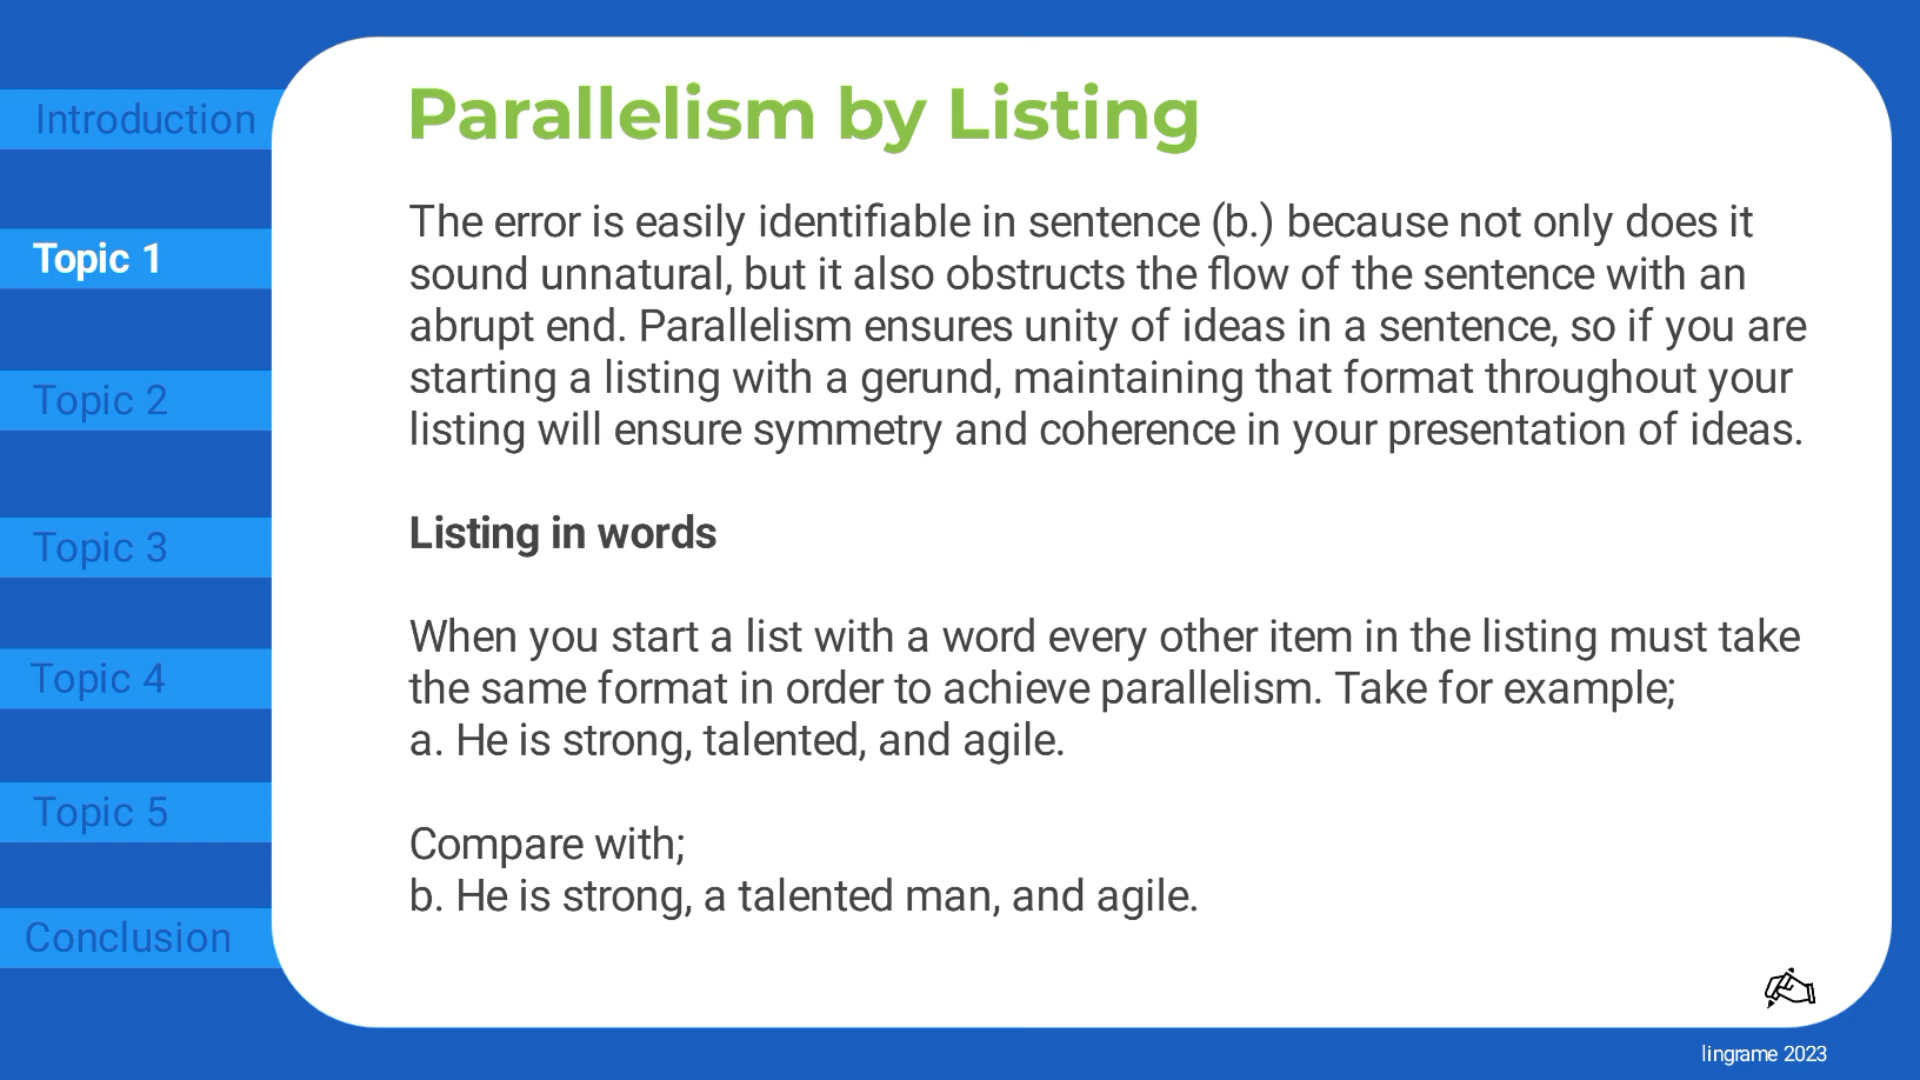 Introduction
Topic 1
Topic 2
Topic 3
Topic 4
Topic 5
Conclusion
Parallelism by Listing
The error is easily identifiable in sentence (b.) because not only does it
sound unnatural, but it also obstructs the flow of the sentence with an
abrupt end. Parallelism ensures unity of ideas in a sentence, so if you are
starting a listing with a gerund, maintaining that format throughout your
listing will ensure symmetry and coherence in your presentation of ideas.
Listing in words
When you start a list with a word every other item in the listing must take
the same format in order to achieve parallelism. Take for example;
a. He is strong, talented, and agile.
Compare with;
b. He is strong, a talented man, and agile.
lingrame 2023